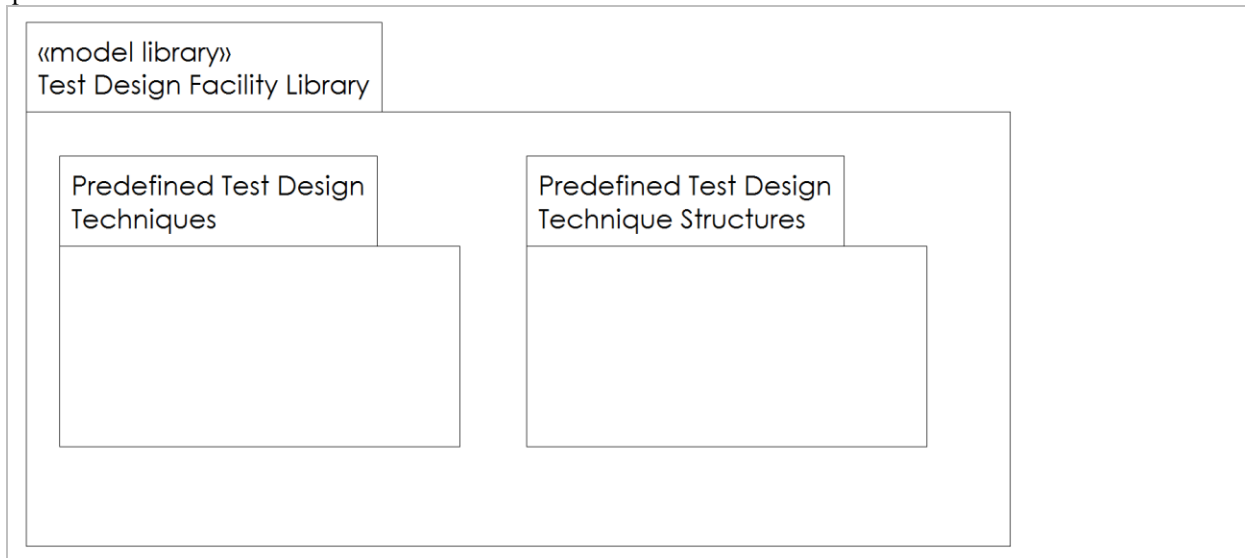 «model library»
Test Design Facility Library
Predefined Test Design
Techniques
Predefined Test Design
Technique Structures